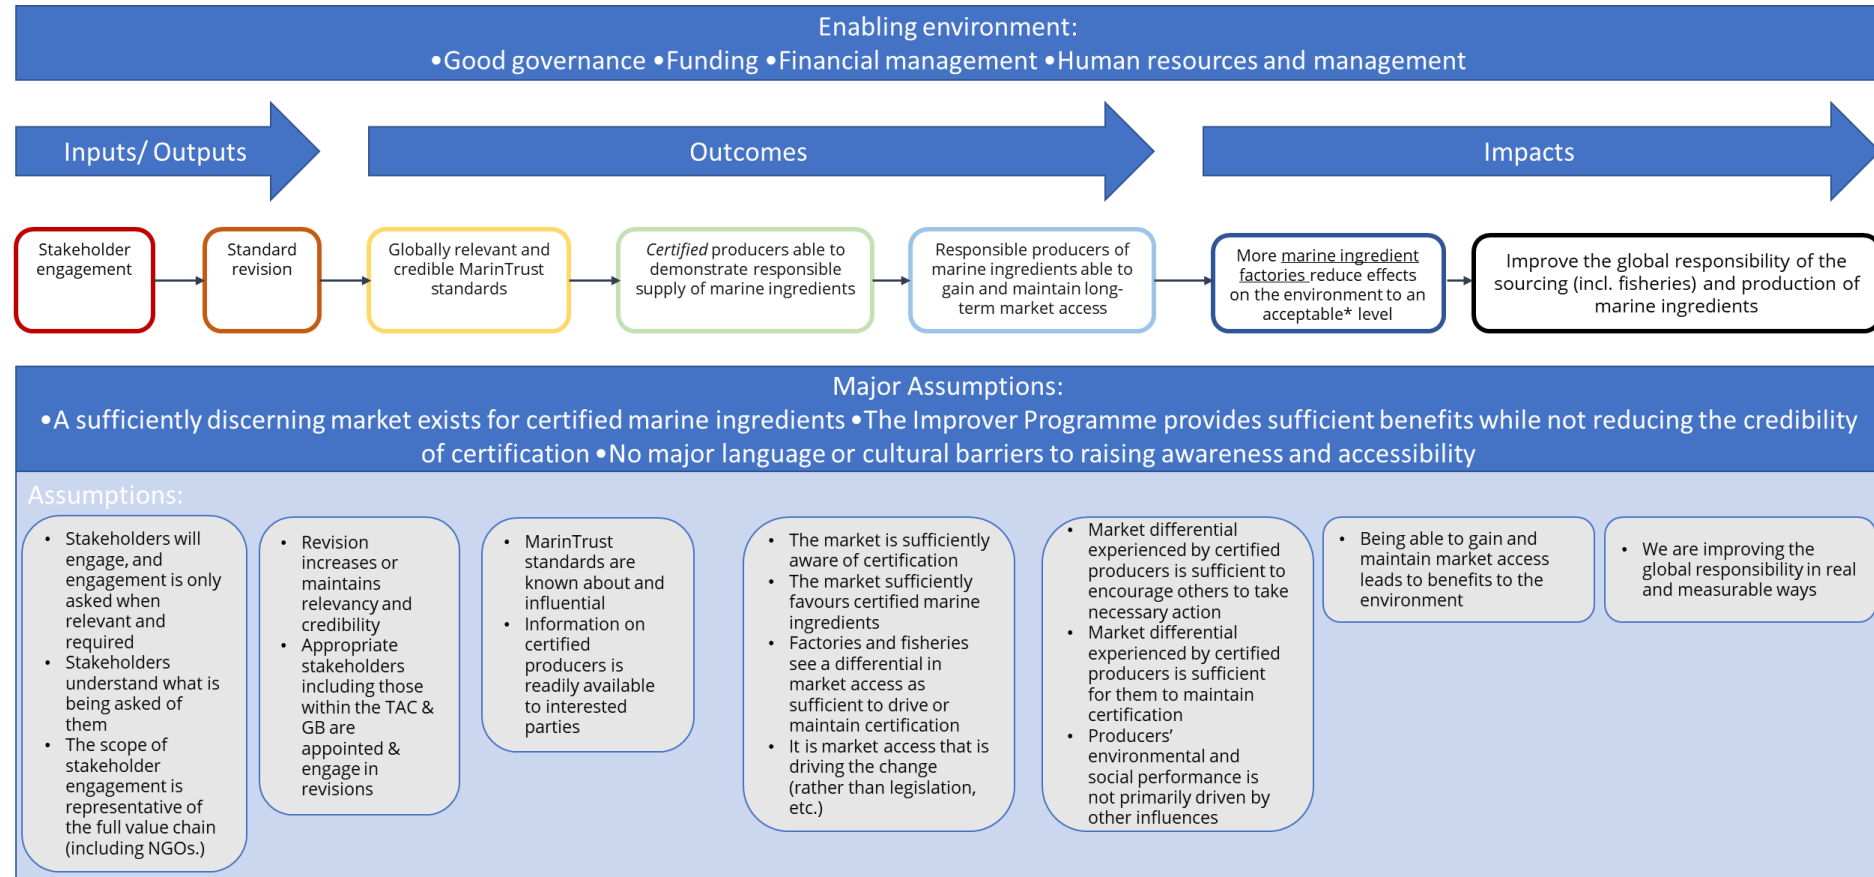 Enabling environment:
•Good governance •Funding •Financial management •Human resources and management
Inputs/ Outputs
Outcomes
Impacts
Stakeholder
engagement
Standard
revision
Globally relevant and
credible MarinTrust
standards
Certified producers able to
demonstrate responsible
supply of marine ingredients
Responsible producers of
marine ingredients able to
gain and maintain long-
term market access
More marine ingredient
factories reduce effects
on the environment to an
acceptable* level
Improve the global responsibility of the
sourcing (incl. fisheries) and production of
marine ingredients
Major Assumptions:
•A sufficiently discerning market exists for certified marine ingredients •The Improver Programme provides sufficient benefits while not reducing the credibility
of certification •No major language or cultural barriers to raising awareness and accessibility
Assumptions:
• Stakeholders will
engage, and
engagement is only
asked when
relevant and
required
• Stakeholders
understand what is
being asked of
them
• The scope of
stakeholder
engagement is
representative of
the full value chain
(including NGOs.)
• Revision
increases or
maintains
relevancy and
credibility
• Appropriate
stakeholders
including those
within the TAC &
GB are
appointed &
engage in
revisions
• MarinTrust
standards are
known about and
influential
• Information on
certified
producers is
readily available
to interested
parties
• The market is sufficiently
aware of certification
• The market sufficiently
favours certified marine
ingredients
• Factories and fisheries
see a differential in
market access as
sufficient to drive or
maintain certification
• It is market access that is
driving the change
(rather than legislation,
etc.)
• Market differential
experienced by certified
producers is sufficient to
encourage others to take
necessary action
• Market differential
experienced by certified
producers is sufficient
for them to maintain
certification
• Producers’
environmental and
social performance is
not primarily driven by
other influences
• Being able to gain and
maintain market access
leads to benefits to the
environment
• We are improving the
global responsibility in real
and measurable ways